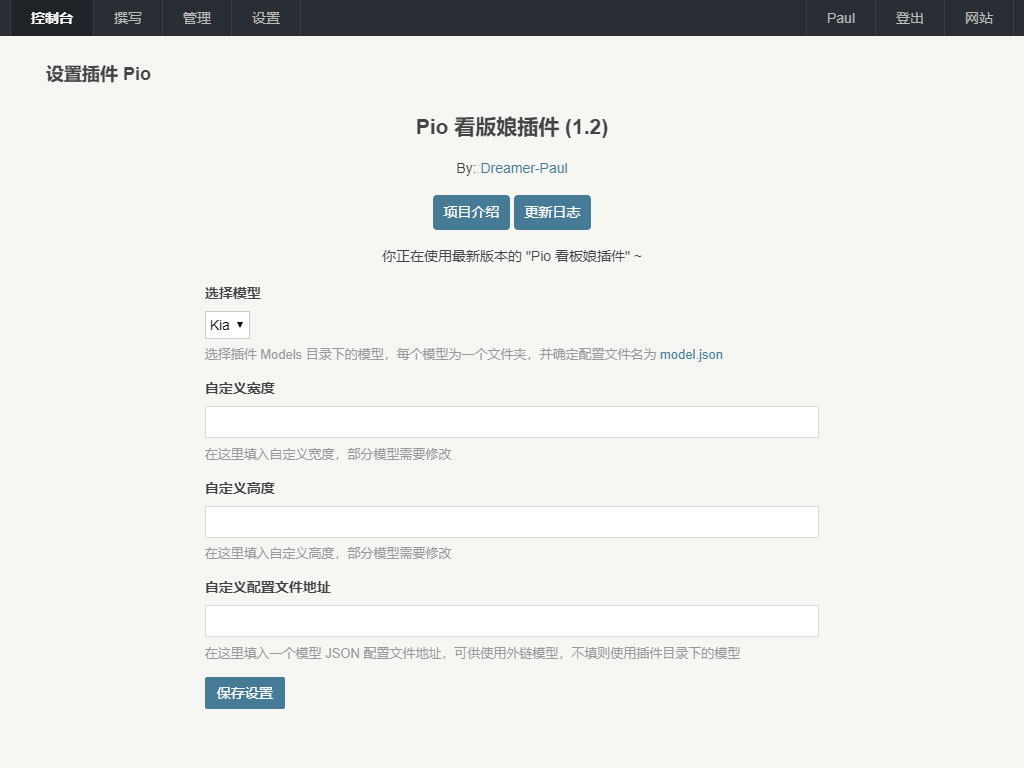 控制台 撰写 管理 设置 Paul 登出 网站
设置插件 Pio
Pio 看版娘插件 (1.2)
By: Dreamer-Paul
项目介绍 更新日志
你正在使用最新版本的 "Pio 看板娘插件" ~
选择模型
Kia
选择插件 Models 目录下的模型，每个模型为一个文件夹，并确定配置文件名为 model.json
自定义宽度
在这里填入自定义宽度，部分模型需要修改
自定义高度
在这里填入自定义高度，部分模型需要修改
自定义配置文件地址
在这里填入一个模型 JSON 配置文件地址，可供使用外链模型，不填则使用插件目录下的模型
保存设置